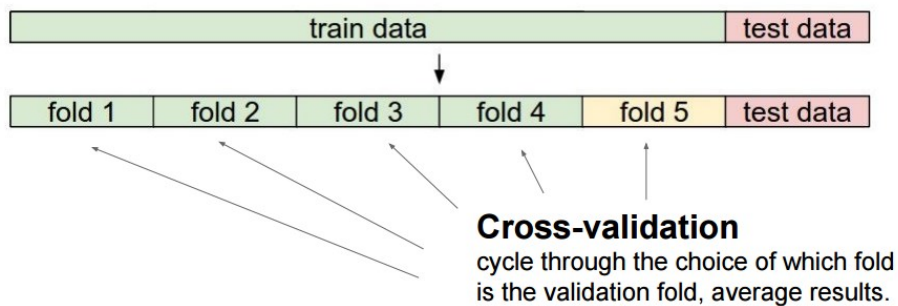 train data test data
fold 1 fold 2 fold 3 fold 4 fold 5 test data
Cross-validation
cycle through the choice of which fold
is the validation fold, average results.